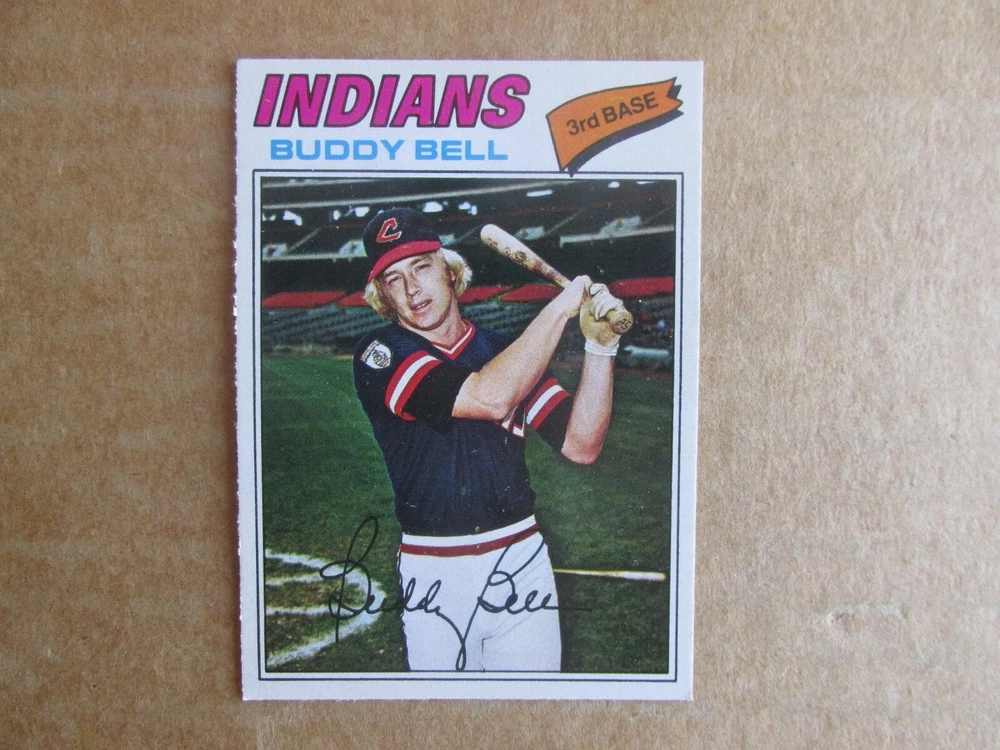 INDIANS
BUDDY BELL
3rd BASE
C
Buddy Bell